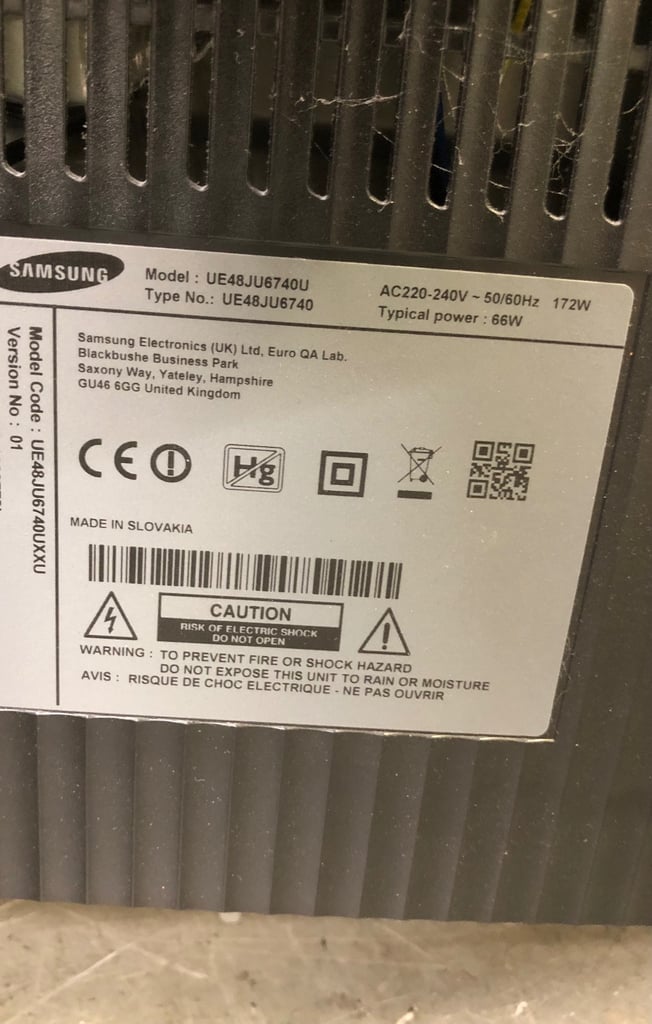 SAMSUNG
Model : UE48JU6740U
Type No.: UE48JU6740
AC220-240V ~ 50/60Hz 172W
Typical power : 66W
Model Code : UE48JU6740UXXU
Version No : 01
Samsung Electronics (UK) Ltd, Euro QA Lab.
Blackbushe Business Park
Saxony Way, Yateley, Hampshire
GU46 6GG United Kingdom
CE
Hg
MADE IN SLOVAKIA
CAUTION
RISK OF ELECTRIC SHOCK
DO NOT OPEN
WARNING : TO PREVENT FIRE OR SHOCK HAZARD
DO NOT EXPOSE THIS UNIT TO RAIN OR MOISTURE
AVIS : RISQUE DE CHOC ELECTRIQUE - NE PAS OUVRIR